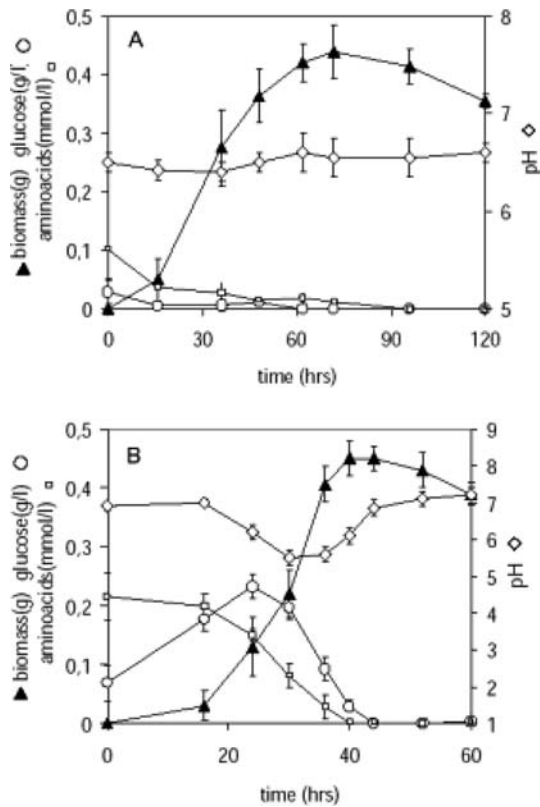 A
▲ biomass(g) glucose(g/l) ○
aminoacids(mmol/l) □
0,5
0,4
0,3
0,2
0,1
0
8
7
6
5
pH ◇
0 30 60 90 120
time (hrs)
B
▲ biomass(g) glucose(g/l) ○
aminoacids(mmol/l) □
0,5
0,4
0,3
0,2
0,1
0
9
8
7
6
5
4
3
2
1
pH ◇
0 20 40 60
time (hrs)